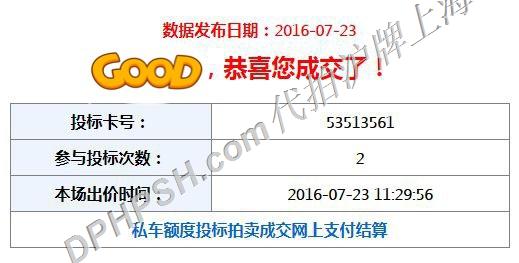 数据发布日期：2016-07-23
GOOD，恭喜您成交了！
投标卡号： 53513561
参与投标次数： 2
本场出价时间： 2016-07-23 11:29:56
私车额度投标拍卖成交网上支付结算
DPHPSH.com代拍沪牌上海